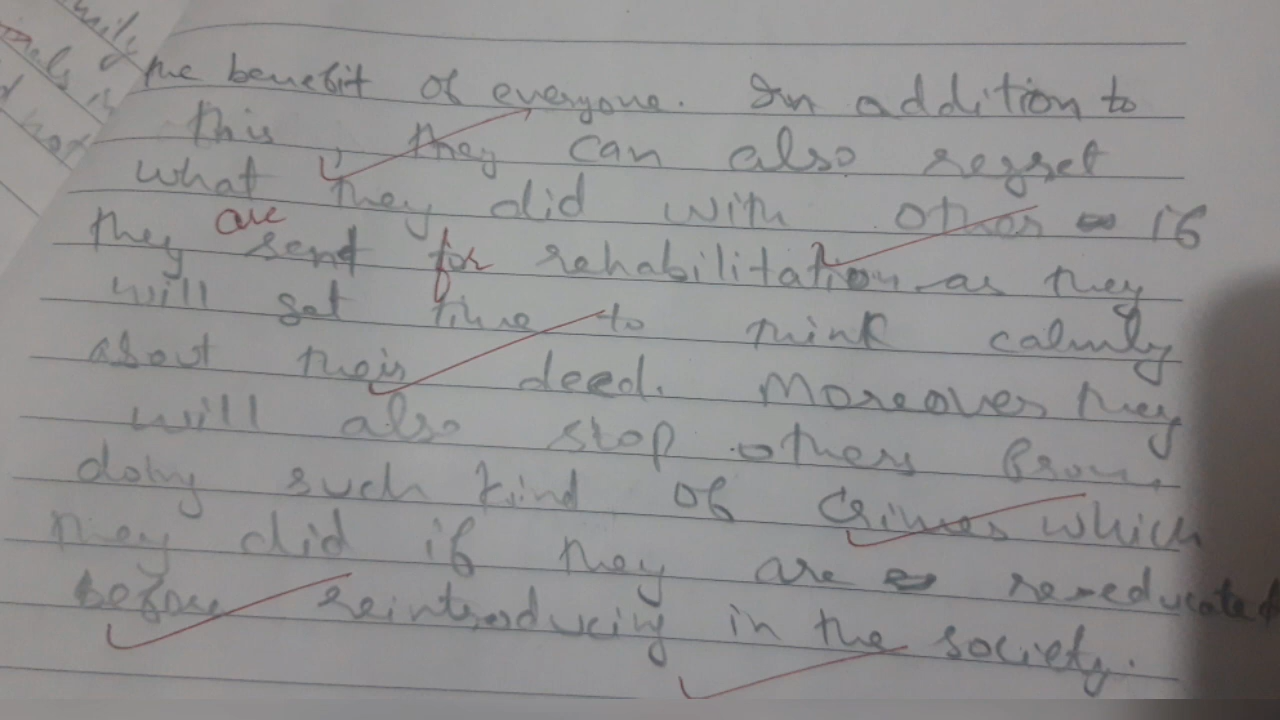 the benefit of everyone. In addition to
this, they can also regret
what they did with other if
they are send for rehabilitation as they
will get time to think calmly
about their deed. Moreover they
will also stop others from
doing such kind of crimes which
they did if they are re-educated
before reintroducing in the society.